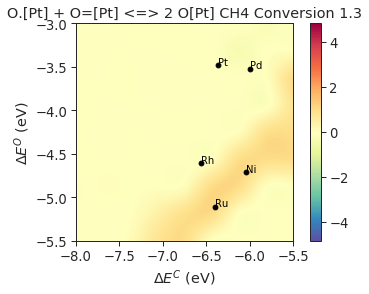 O.[Pt] + O=[Pt] <=> 2 O[Pt] CH4 Conversion 1.3
−3.0
−3.5
−4.0
−4.5
−5.0
−5.5
ΔE^O (eV)
Pt
Pd
Rh
Ni
Ru
−8.0 −7.5 −7.0 −6.5 −6.0 −5.5
ΔE^C (eV)
4
2
0
−2
−4